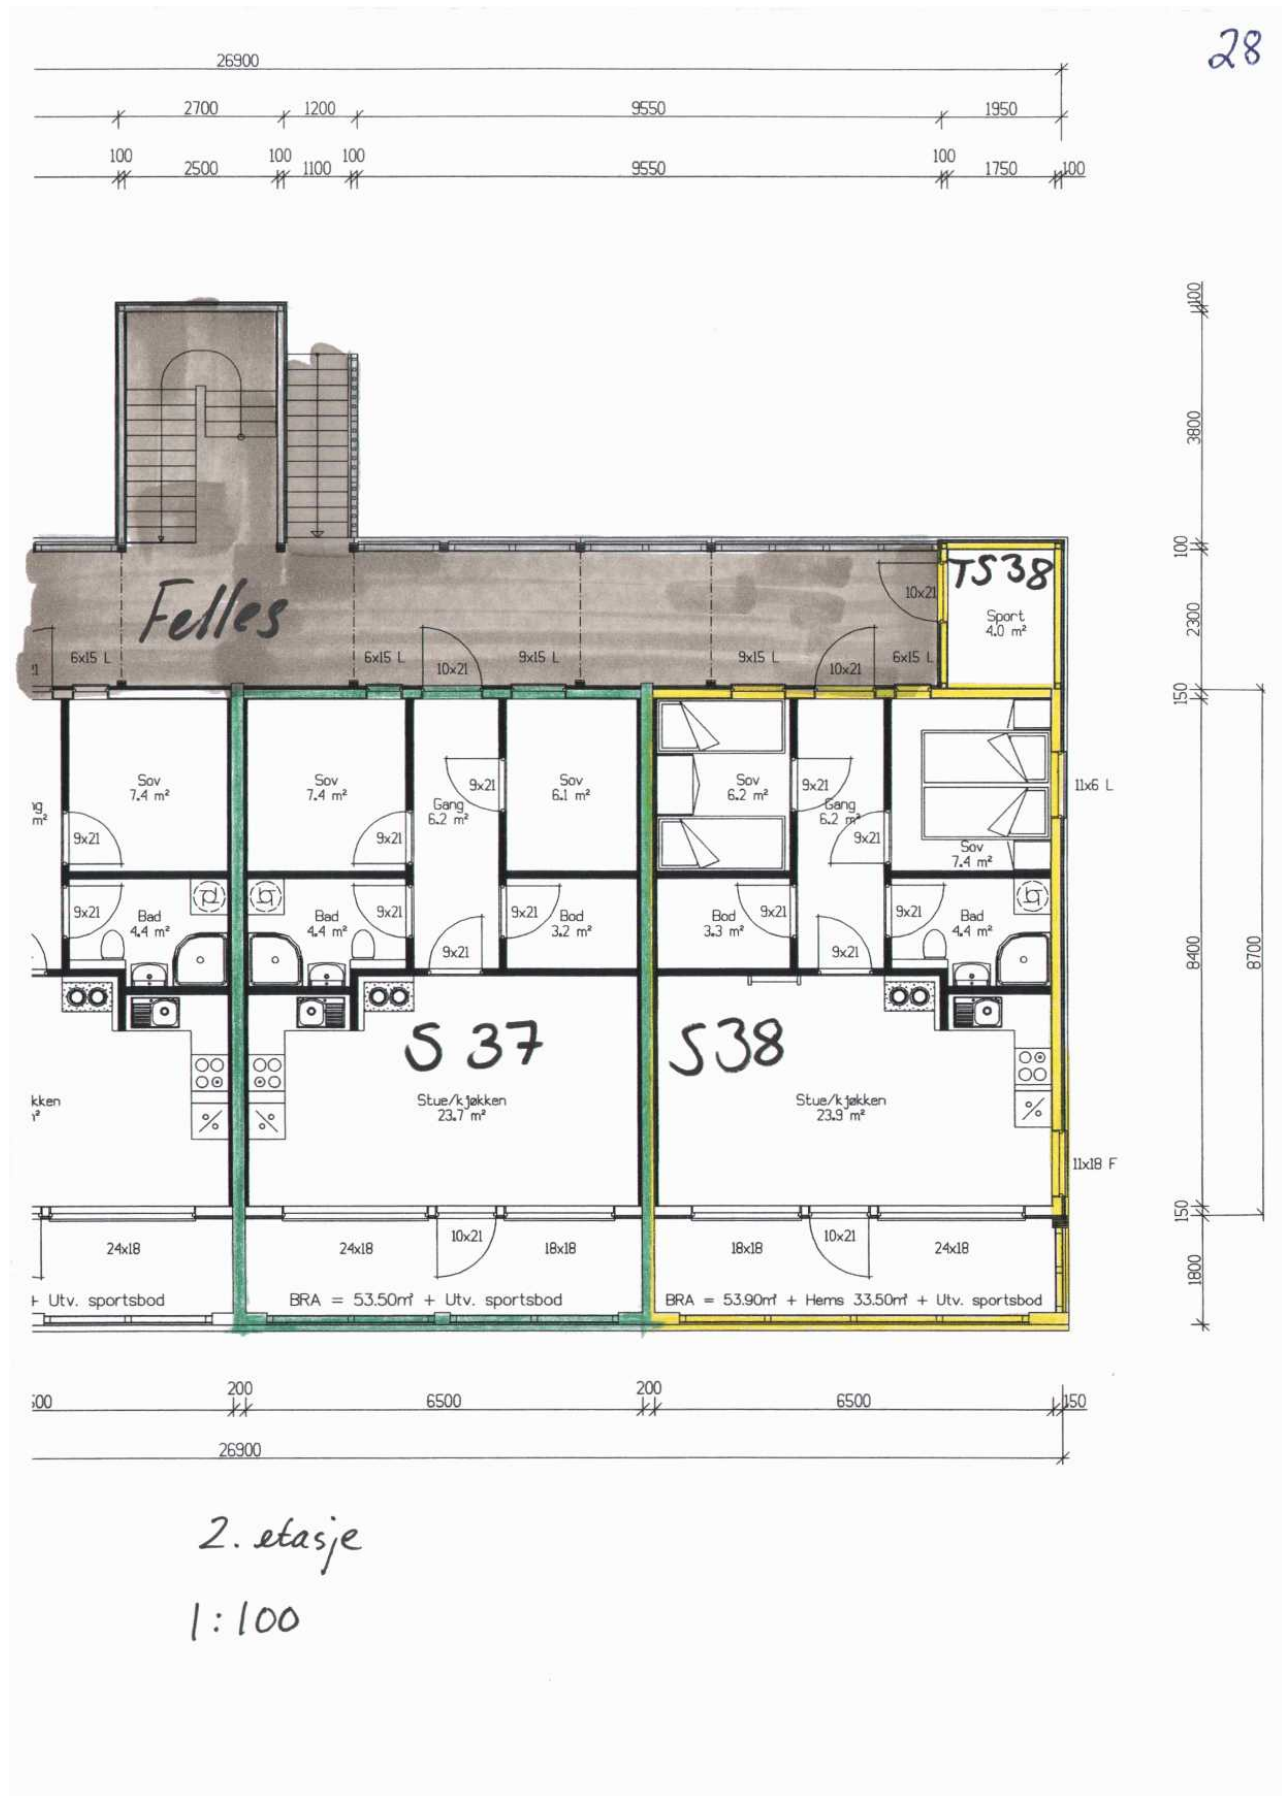 28
26900
2700 1200 9550 1950
100 100 100 100 100
2500 1100 9550 1750
100
3800
100
2300
150
8400
8700
150
1800
Felles
TS38
Sport
4.0 m²
10x21
6x15 L 6x15 L 10x21 9x15 L 9x15 L 10x21 6x15 L
Sov
7.4 m²
9x21
Sov
7.4 m²
9x21
Gang
6.2 m²
9x21
Sov
6.1 m²
Sov
6.2 m²
9x21
Gang
6.2 m²
9x21
Sov
7.4 m²
11x6 L
9x21
Bad
4.4 m²
Bad
4.4 m²
9x21
9x21
9x21
Bod
3.2 m²
Bod
3.3 m²
9x21
9x21
9x21
Bad
4.4 m²
S 37
S38
kken
Stue/kjøkken
23.7 m²
Stue/kjøkken
23.9 m²
11x18 F
24x18 24x18 10x21 18x18 18x18 10x21 24x18
+ Utv. sportsbod
BRA = 53.50m² + Utv. sportsbod
BRA = 53.90m² + Hems 33.50m² + Utv. sportsbod
200 6500 200 6500 150
26900
2. etasje
1:100